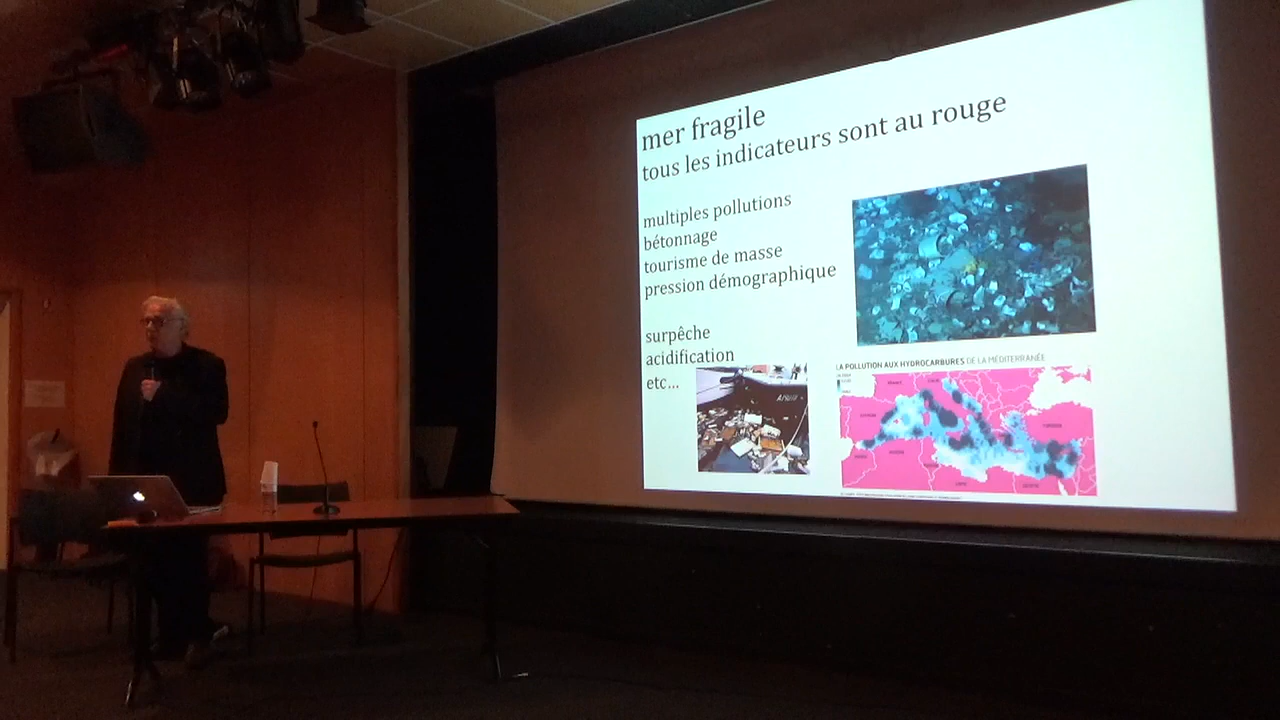 mer fragile
tous les indicateurs sont au rouge
multiples pollutions
bétonnage
tourisme de masse
pression démographique
surpêche
acidification
etc...
LA POLLUTION AUX HYDROCARBURES DE LA MÉDITERRANÉE